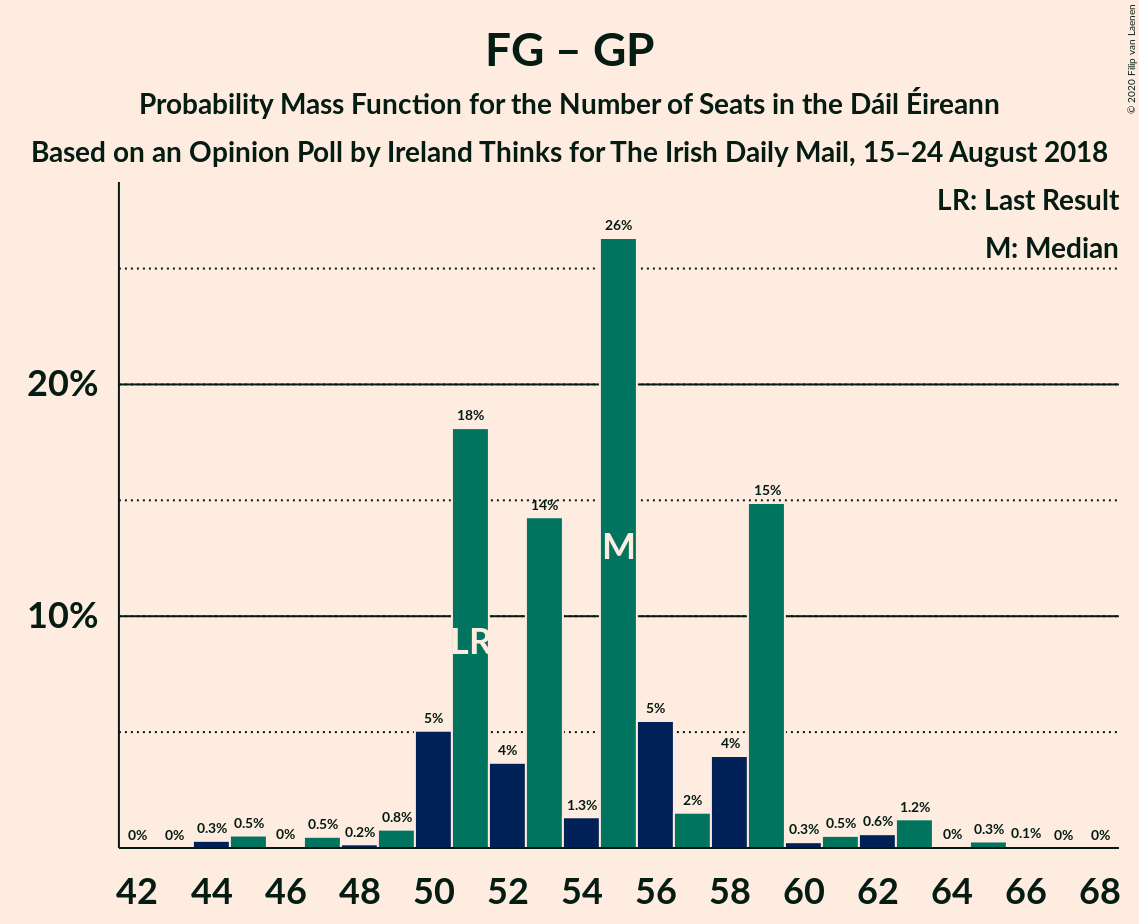 FG – GP
Probability Mass Function for the Number of Seats in the Dáil Éireann
Based on an Opinion Poll by Ireland Thinks for The Irish Daily Mail, 15–24 August 2018
© 2020 Filip van Laenen
LR: Last Result
M: Median
20%
10%
0% 0% 0.3% 0.5% 0% 0.5% 0.2% 0.8% 5% 18% 4% 14% 1.3% 26% 5% 2% 4% 15% 0.3% 0.5% 0.6% 1.2% 0% 0.3% 0.1% 0% 0%
LR
M
42 44 46 48 50 52 54 56 58 60 62 64 66 68